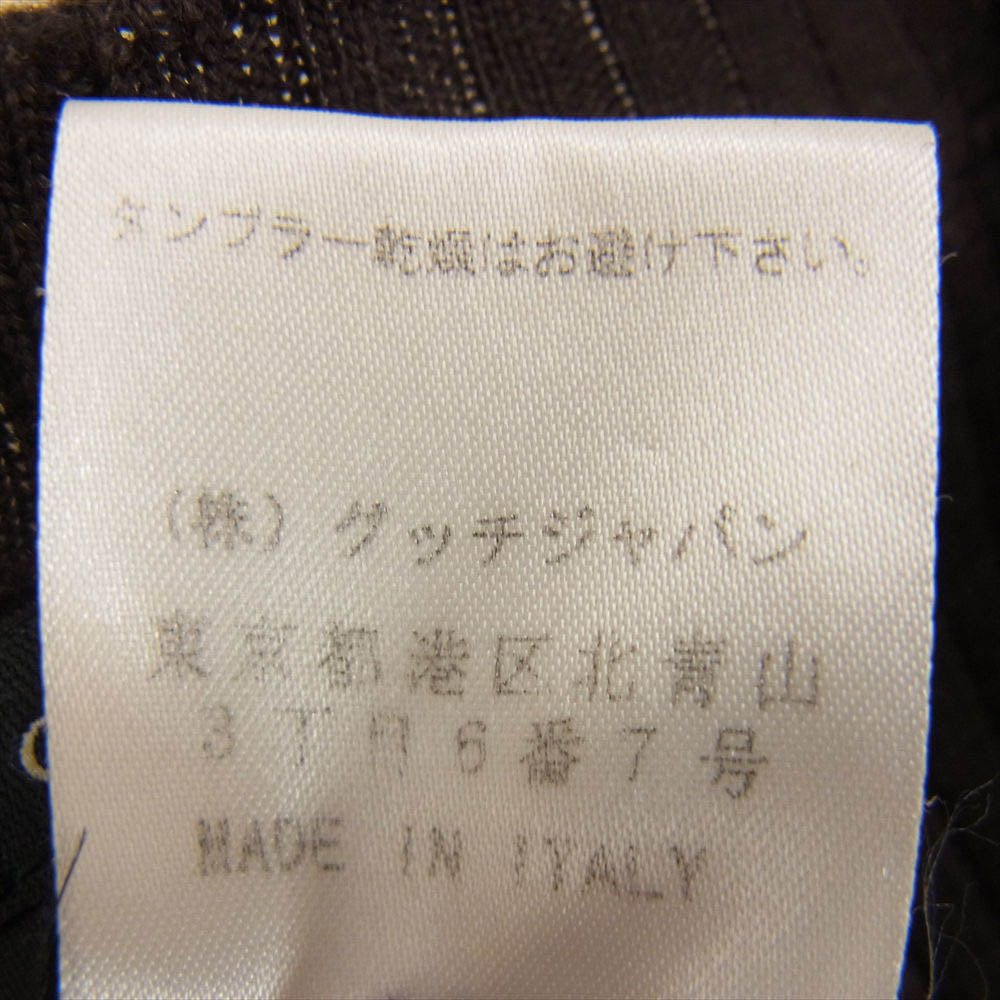 タンブラー乾燥はお避け下さい。
(株)グッチジャパン
東京都港区北青山
3丁目6番7号
MADE IN ITALY